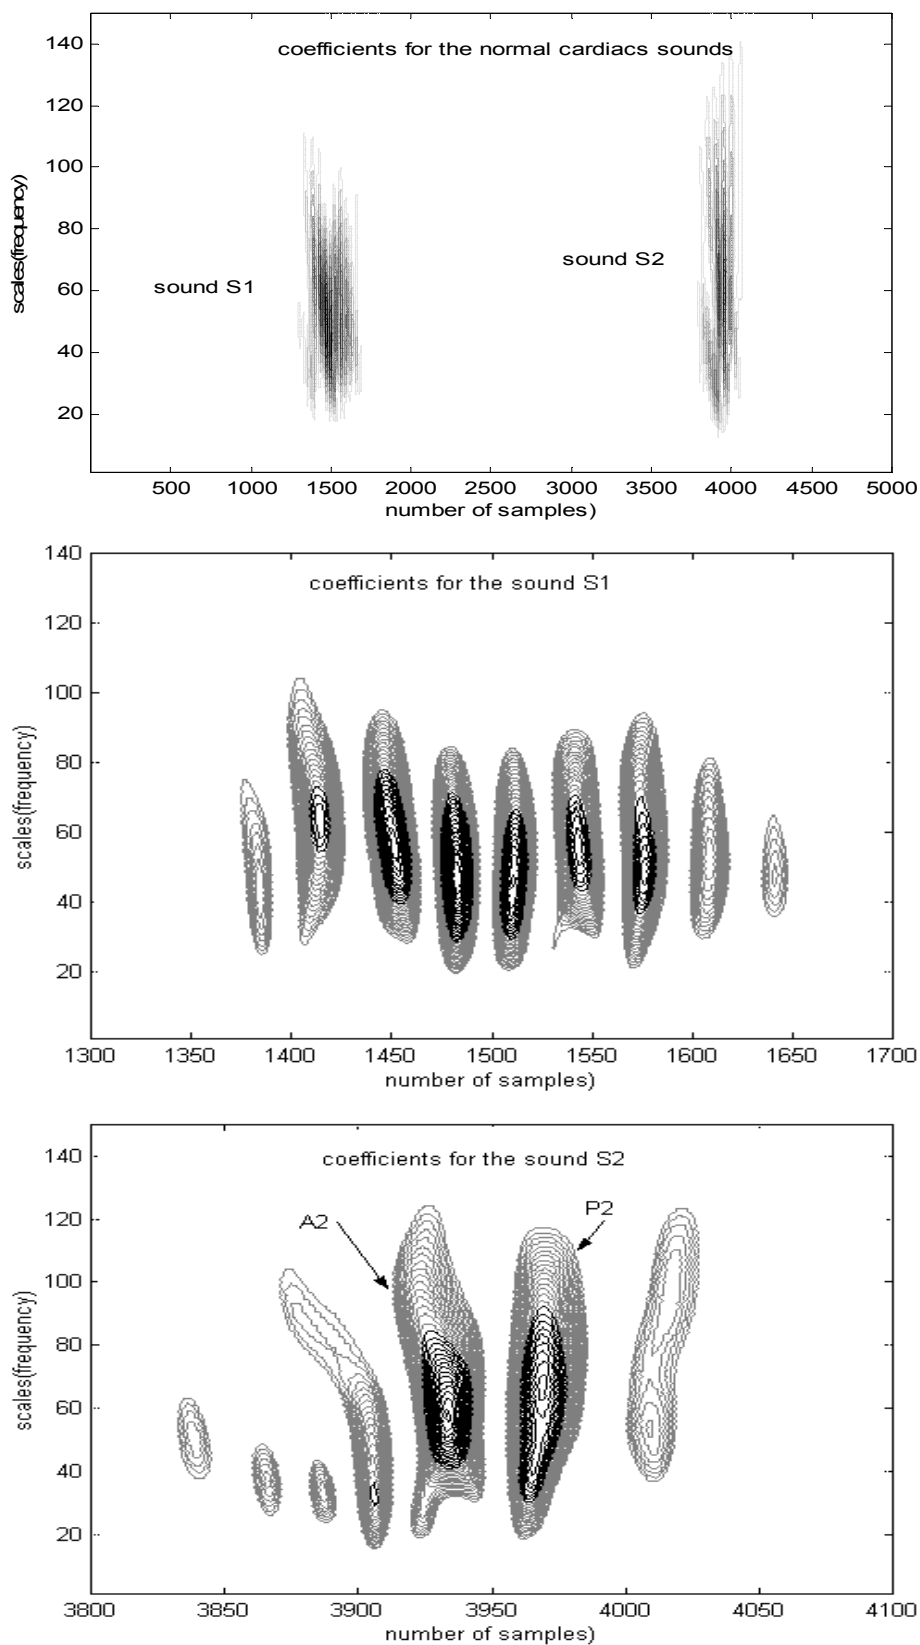 coefficients for the normal cardiacs sounds
140
120
100
80
60
40
20
scales(frequency)
sound S1
sound S2
500 1000 1500 2000 2500 3000 3500 4000 4500 5000
number of samples)
coefficients for the sound S1
140
120
100
80
60
40
20
scales(frequency)
1300 1350 1400 1450 1500 1550 1600 1650 1700
number of samples)
coefficients for the sound S2
A2
P2
140
120
100
80
60
40
20
scales(frequency)
3800 3850 3900 3950 4000 4050 4100
number of samples)